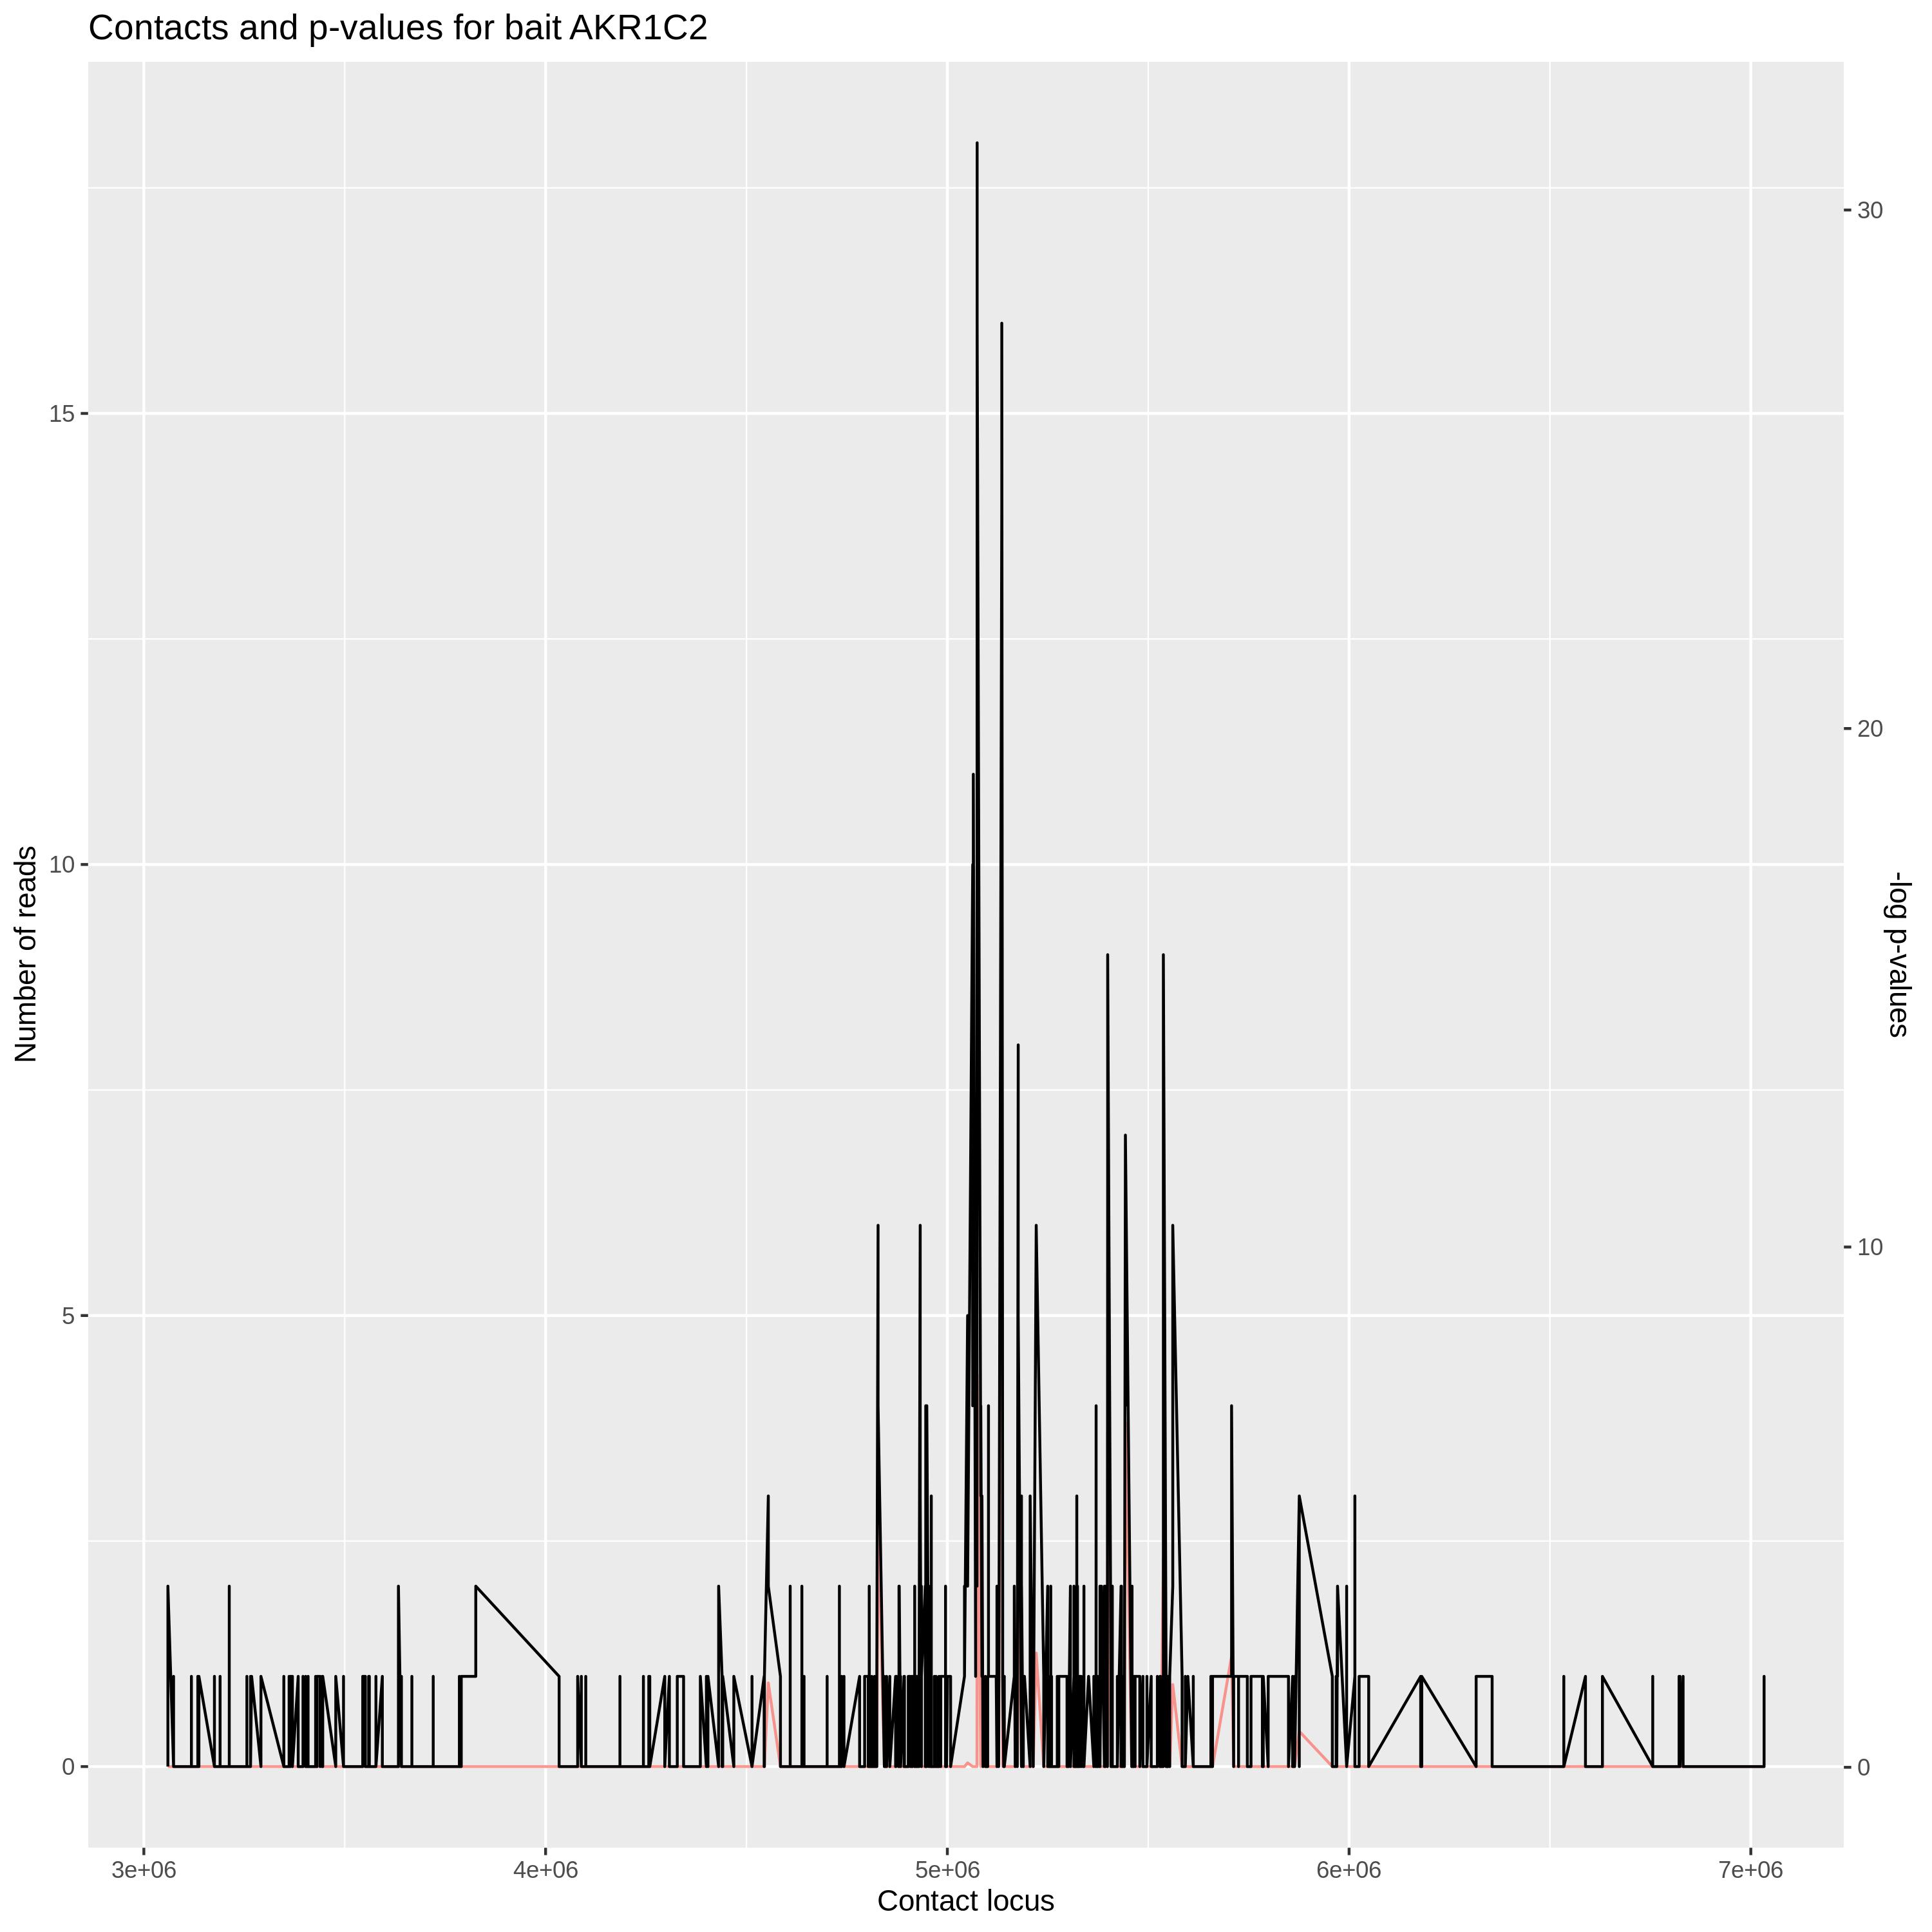 Contacts and p-values for bait AKR1C2
Number of reads
15
10
5
0
30
20
10
0
-log p-values
3e+06 4e+06 5e+06 6e+06 7e+06
Contact locus